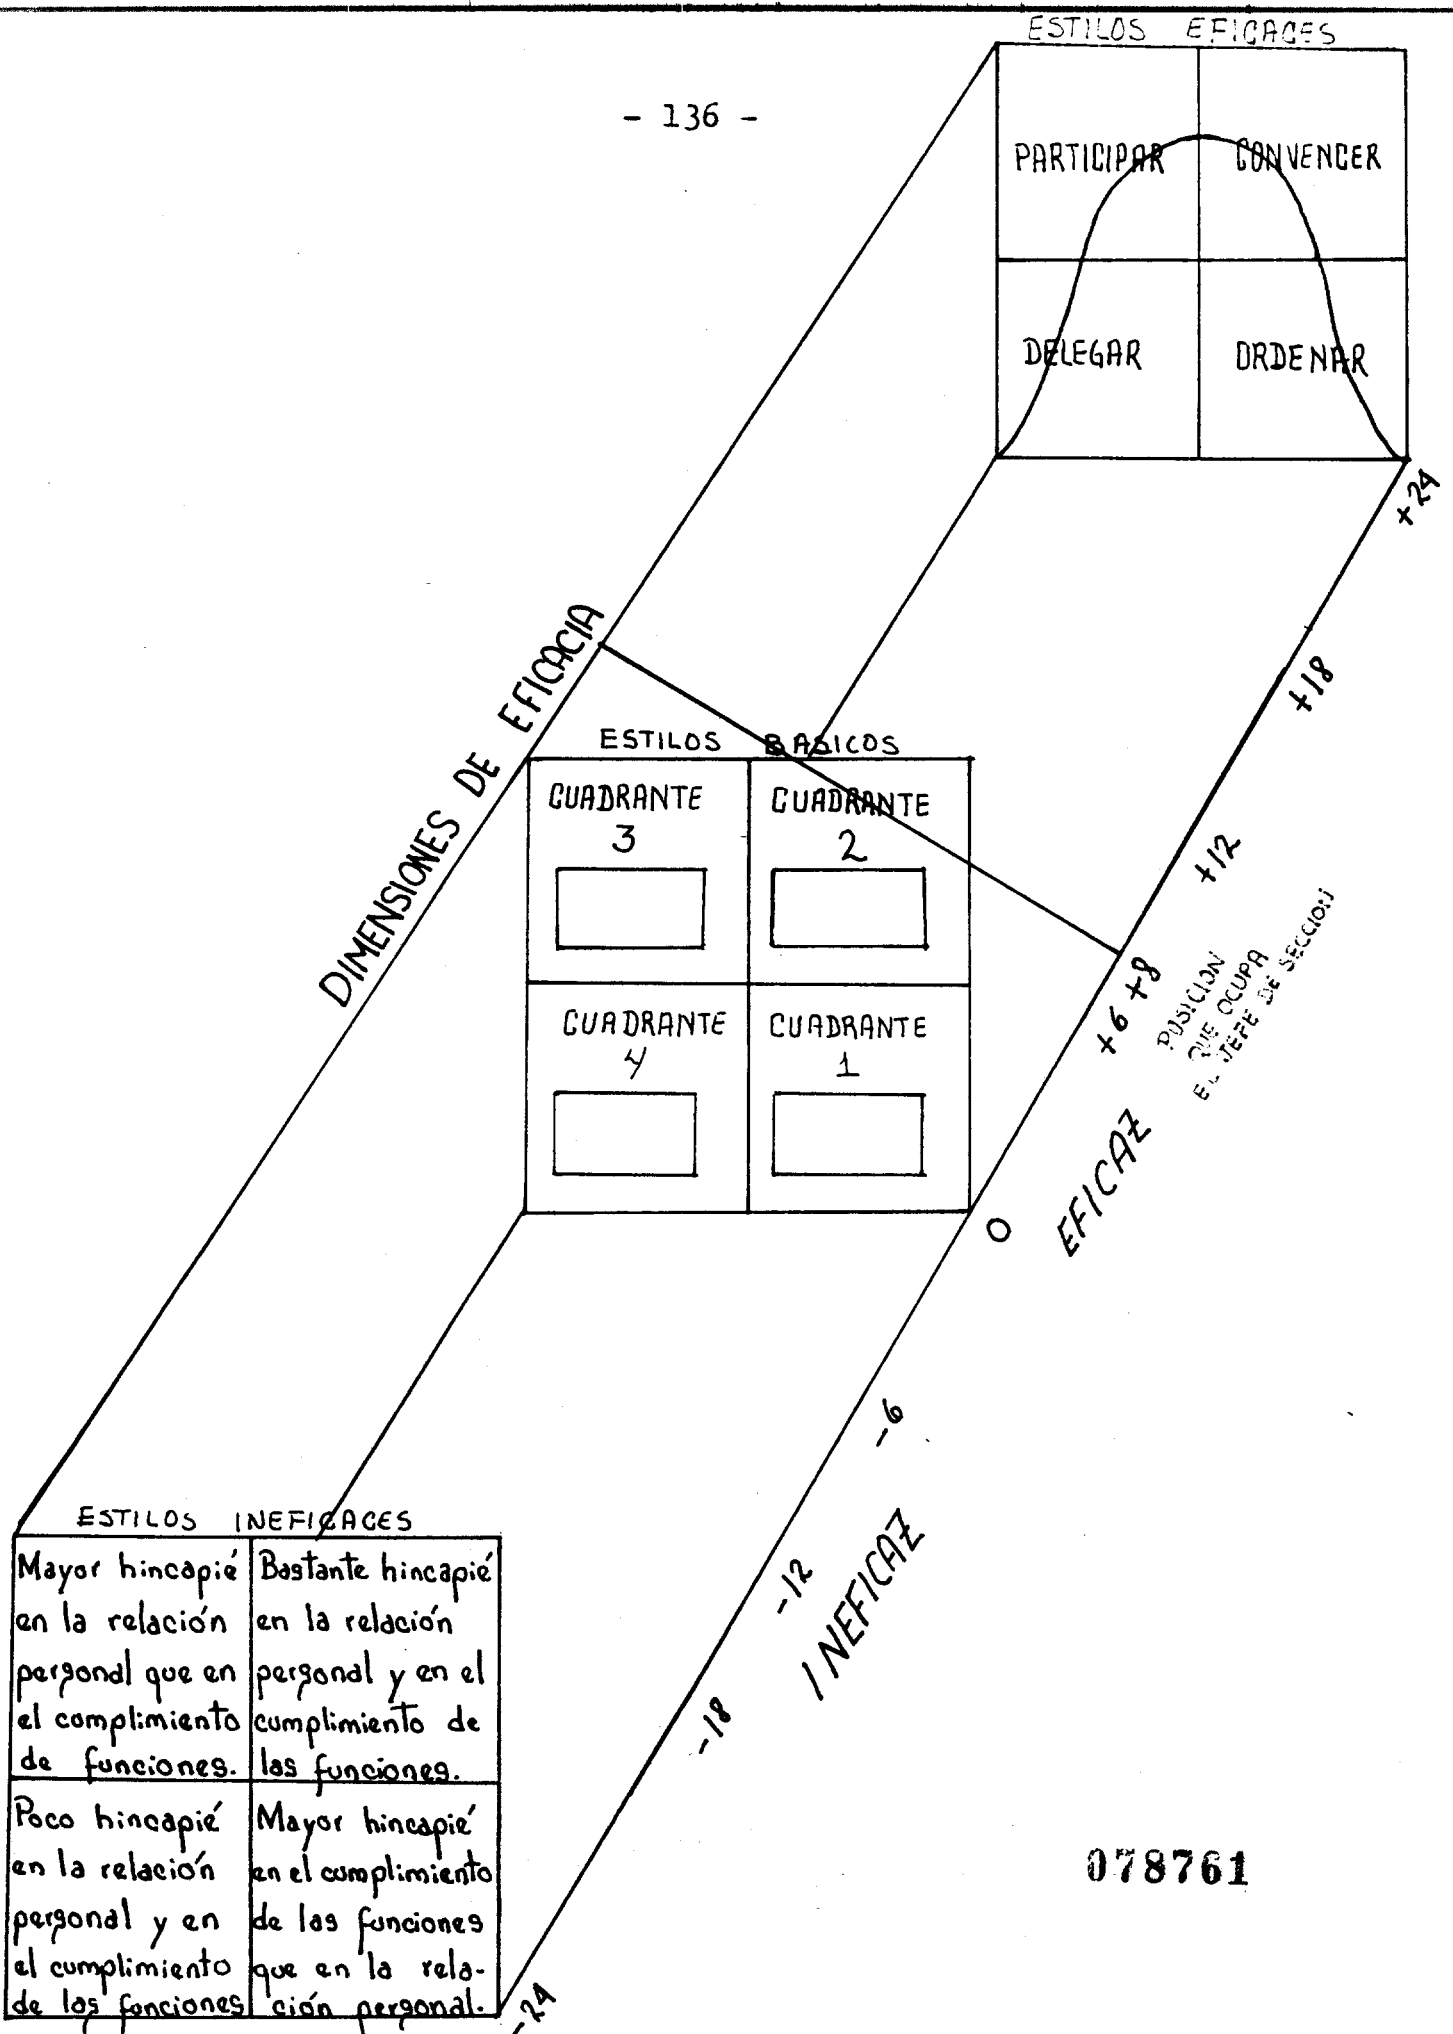 ESTILOS EFICACES
- 136 -
PARTICIPAR
CONVENCER
DELEGAR
ORDENAR
+24
+18
+12
+6 +8
POSICION
QUE OCUPA
EL JEFE DE SECCION
DIMENSIONES DE EFICACIA
ESTILOS BASICOS
CUADRANTE
3
CUADRANTE
2
CUADRANTE
4
CUADRANTE
1
0
EFICAZ
-6
-12
INEFICAZ
-18
-24
ESTILOS INEFICACES
Mayor hincapié
en la relación
personal que en
el complimiento
de funciones.
Bastante hincapié
en la relación
personal y en el
cumplimiento de
las funciones.
Poco hincapié
en la relación
personal y en
el cumplimiento
de las funciones
Mayor hincapié
en el cumplimiento
de las funciones
que en la rela-
ción personal.
078761